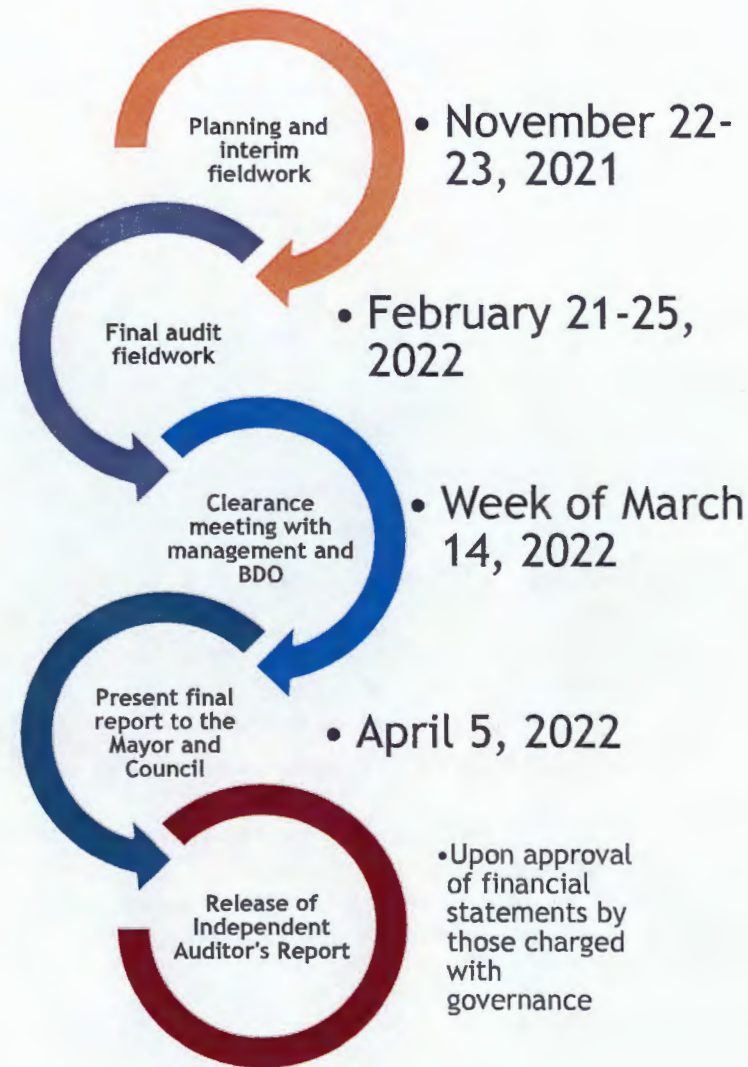 Planning and
interim
fieldwork
• November 22-
23, 2021
Final audit
fieldwork
• February 21-25,
2022
Clearance
meeting with
management and
BDO
• Week of March
14, 2022
Present final
report to the
Mayor and
Council
• April 5, 2022
Release of
Independent
Auditor's Report
•Upon approval
of financial
statements by
those charged
with
governance